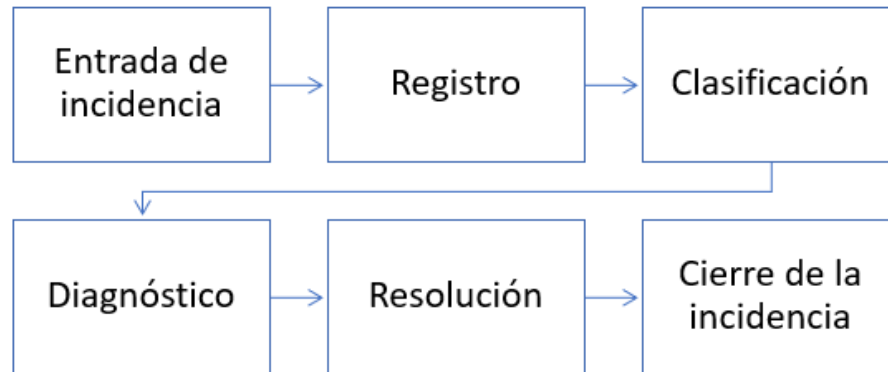 Entrada de
incidencia
Registro
Clasificación
Diagnóstico
Resolución
Cierre de la
incidencia